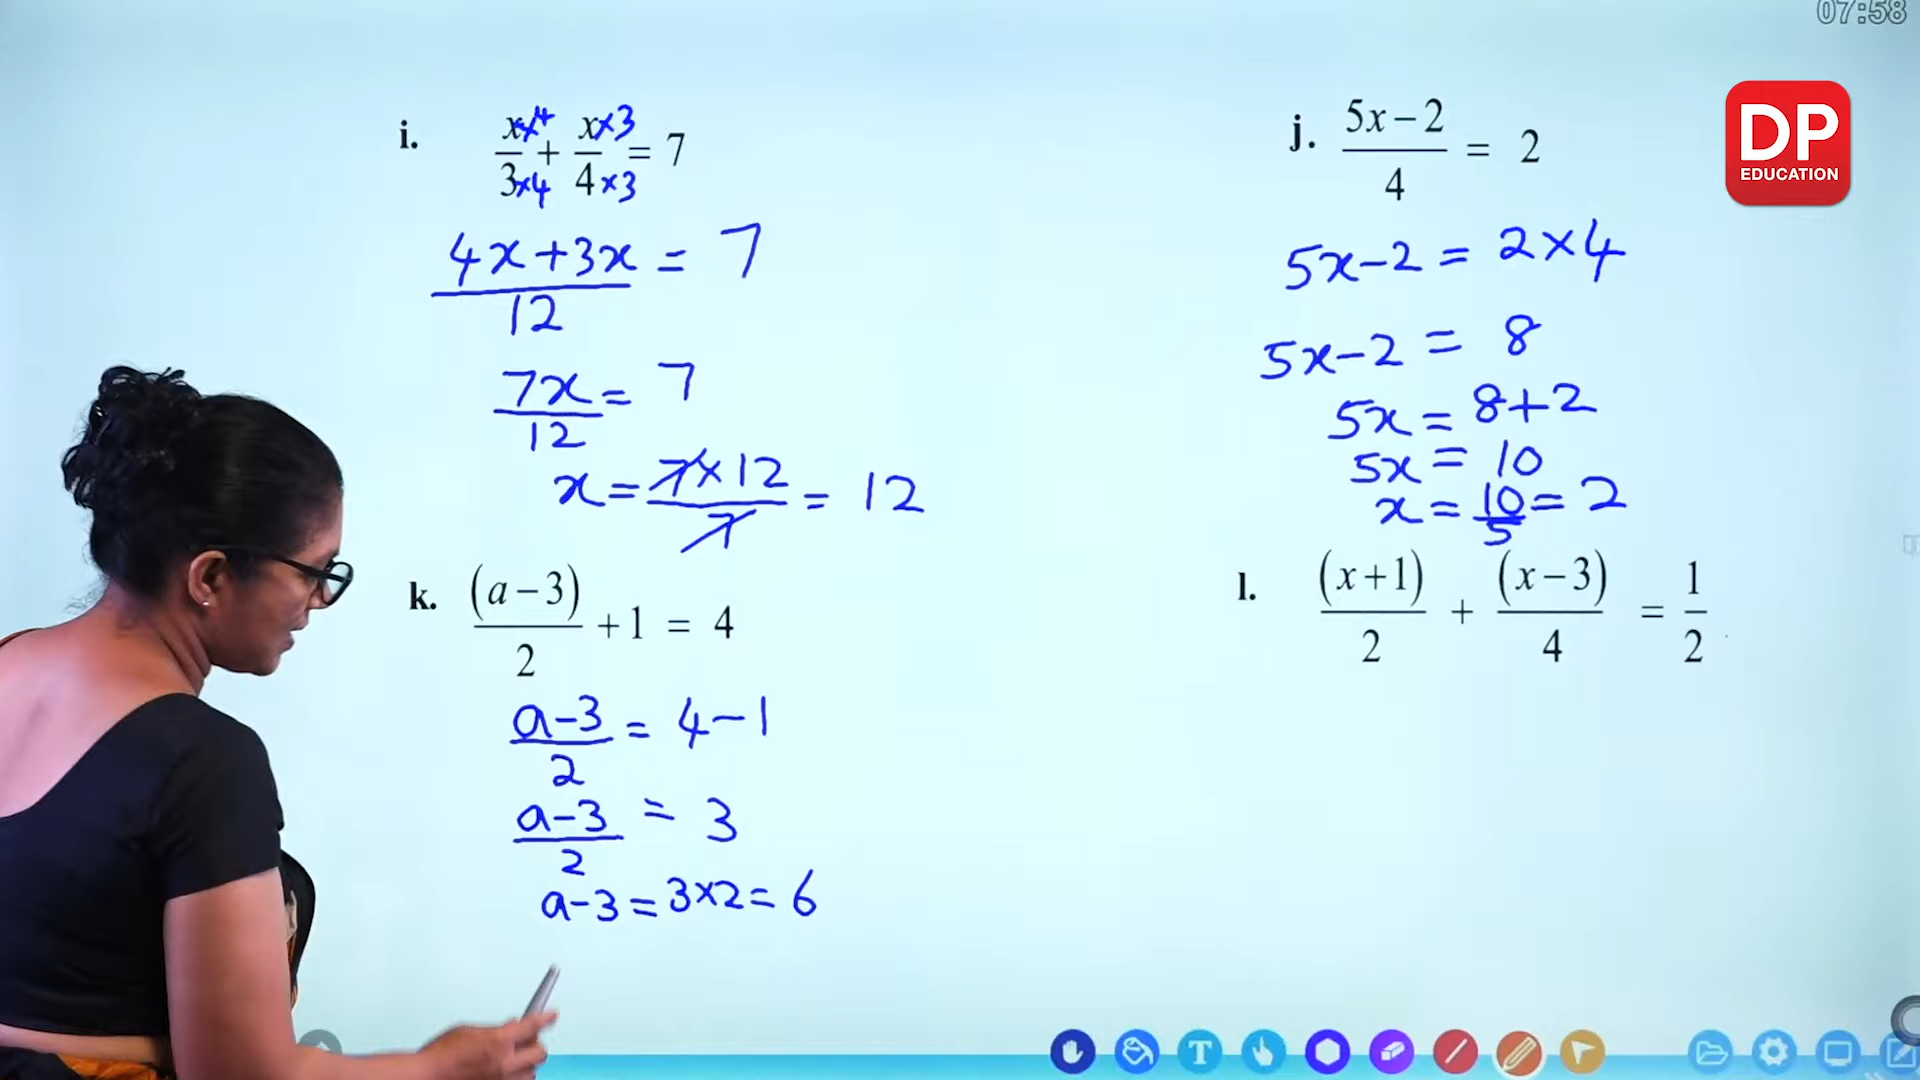 07:58
DP
EDUCATION
i. x×4/3×4 + x×3/4×3 = 7
4x+3x/12 = 7
7x/12 = 7
x = 7×12/7 = 12
j. 5x − 2/4 = 2
5x−2 = 2×4
5x−2 = 8
5x = 8+2
5x = 10
x = 10/5 = 2
k. (a − 3)/2 + 1 = 4
a−3/2 = 4−1
a−3/2 = 3
a−3 = 3×2 = 6
l. (x + 1)/2 + (x − 3)/4 = 1/2
T